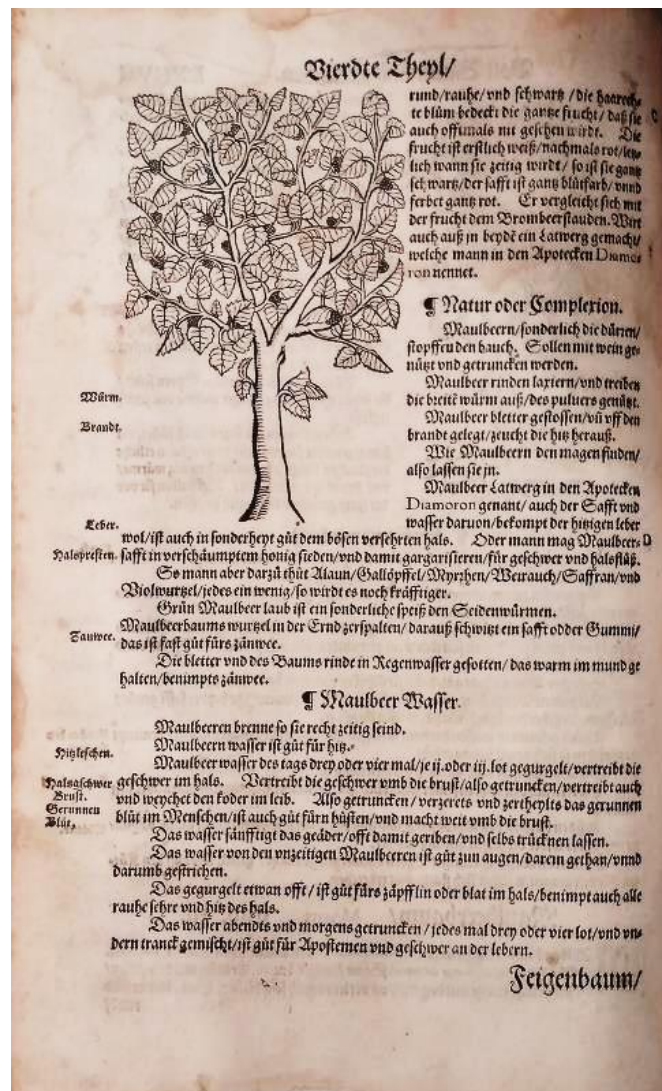 Vierdte Theyl/
rund/rauhe/vnd schwartz/die haarech-
te blům bedeckt die gantze frucht/daß sie
auch offtmals nit gesehen wirdt. Die
frucht ist erstlich weiß/nachmals rot/letz-
lich wann sie zeitig wirdt/so ist sie gantz
schwartz/der safft ist gantz blůtfarb/vnnd
ferbet gantz rot. Er vergleicht sich mit
der frucht dem Brombeerstauden. Wirt
auch auß in beydẽ ein Latwerg gemacht/
welche mann in den Apotecken Diamo-
ron nennet.
¶ Natur oder Complexion.
Maulbeern/sonderlich die dürren/
stopffen den bauch. Sollen mit wein ge-
nützt vnd getruncken werden.
Maulbeer rinden laxiern/vnd treiben
die breitẽ würm auß/des puluers genützt.
Würm.
Maulbeer bletter gestossen/vñ vff den
brandt gelegt/zeucht die hitz herauß.
Brandt.
Wie Maulbeern den magen finden/
also lassen sie jn.
Maulbeer Latwerg in den Apotecken
Diamoron genant/auch der Safft vnd
wasser daruon/bekompt der hitzigen leber
Leber.
wol/ist auch in sonderheyt gůt dem bösen versehrten hals. Oder mann mag Maulbeer-
Halspresten.
safft in verschäumptem honig sieden/vnd damit gargarisieren/für geschwer vnd halsflüß.
So mann aber darzů thůt Alaun/Gallöpffel/Myrrhen/Weirauch/Saffran/vnd
Violwurtzel/jedes ein wenig/so wirdt es noch kräfftiger.
Grün Maulbeer laub ist ein sonderliche speiß den Seidenwürmen.
Maulbeerbaums wurtzel in der Ernd zerspalten/darauß schwitzt ein safft odder Gummi/
Zanwee.
das ist fast gůt fürs zänwee.
Die bletter vnd des Baums rinde in Regenwasser gesotten/das warm im mund ge
halten/benimpts zänwee.
¶ Maulbeer Wasser.
Maulbeeren brenne so sie recht zeitig seind.
Maulbeern wasser ist gůt für hitz.
Hitzleschen.
Maulbeer wasser des tags drey oder vier mal/je ij. oder iij. lot gegurgelt/vertreibt die
Halsgschwer
geschwer im hals. Vertreibt die geschwer vmb die brust/also getruncken/vertreibt auch
Brust.
vnd weychet den koder im leib. Also getruncken/verzerets vnd zertheylts das gerunnen
Gerunnen
Blůt,
blůt im Menschen/ist auch gůt fürn hůsten/vnd macht weit vmb die brust.
Das wasser sänfftigt das geäder/offt damit geriben/vnd selbs trücknen lassen.
Das wasser von den vnzeitigen Maulbeeren ist gůt zun augen/darein gethan/vnnd
darumb gestrichen.
Das gegurgelt etwan offt/ist gůt fürs zäpfflin oder blat im hals/benimpt auch alle
rauhe sehre vnd hitz des hals.
Das wasser abendts vnd morgens getruncken/jedes mal drey oder vier lot/vnd vn-
dern tranck gemischt/ist gůt für Apostemen vnd geschwer an der lebern.
Feigenbaum/